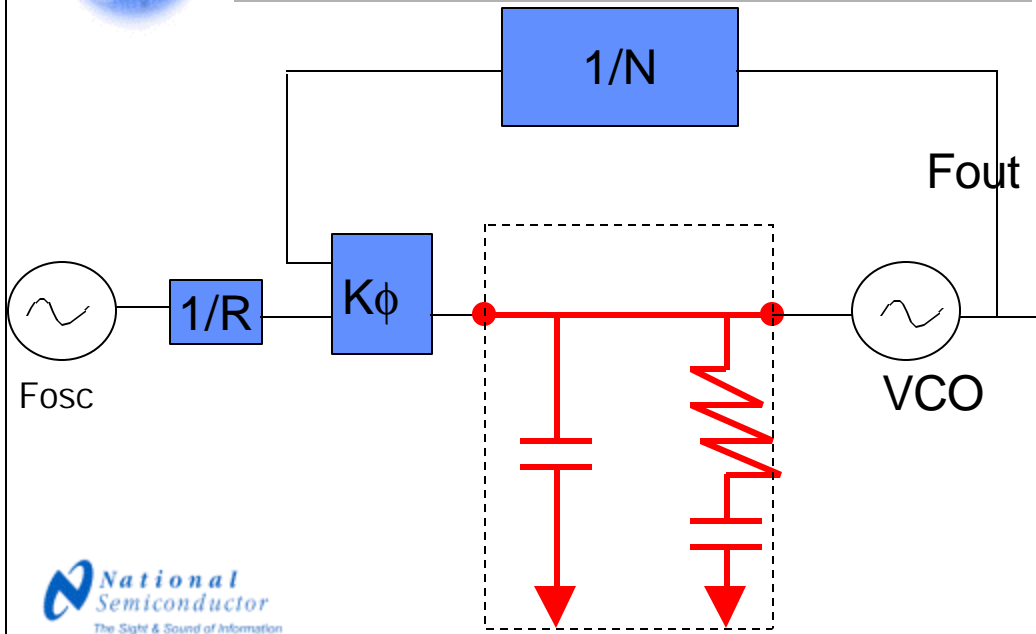 1/N
Fout
Kϕ
1/R
Fosc
VCO
National
Semiconductor
The Sight & Sound of Information